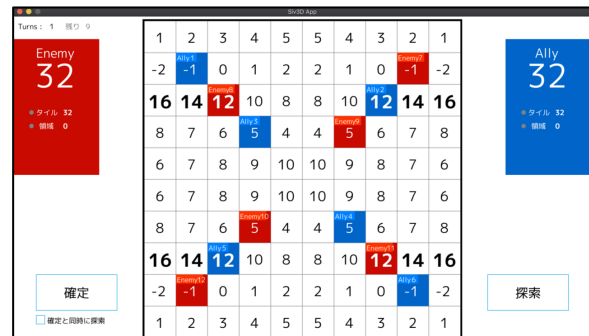 Siv3D App
Turns : 1 残り 9
Enemy
32
タイル 32
領域 0
1 2 3 4 5 5 4 3 2 1
Ally1 Enemy7
-2 -1 0 1 2 2 1 0 -1 -2
Enemy8 Ally2
16 14 12 10 8 8 10 12 14 16
Ally3 Enemy9
8 7 6 5 4 4 5 6 7 8
6 7 8 9 10 10 9 8 7 6
6 7 8 9 10 10 9 8 7 6
Enemy10 Ally4
8 7 6 5 4 4 5 6 7 8
Ally5 Enemy11
16 14 12 10 8 8 10 12 14 16
Enemy12 Ally6
-2 -1 0 1 2 2 1 0 -1 -2
1 2 3 4 5 5 4 3 2 1
Ally
32
タイル 32
領域 0
確定
確定と同時に探索
探索